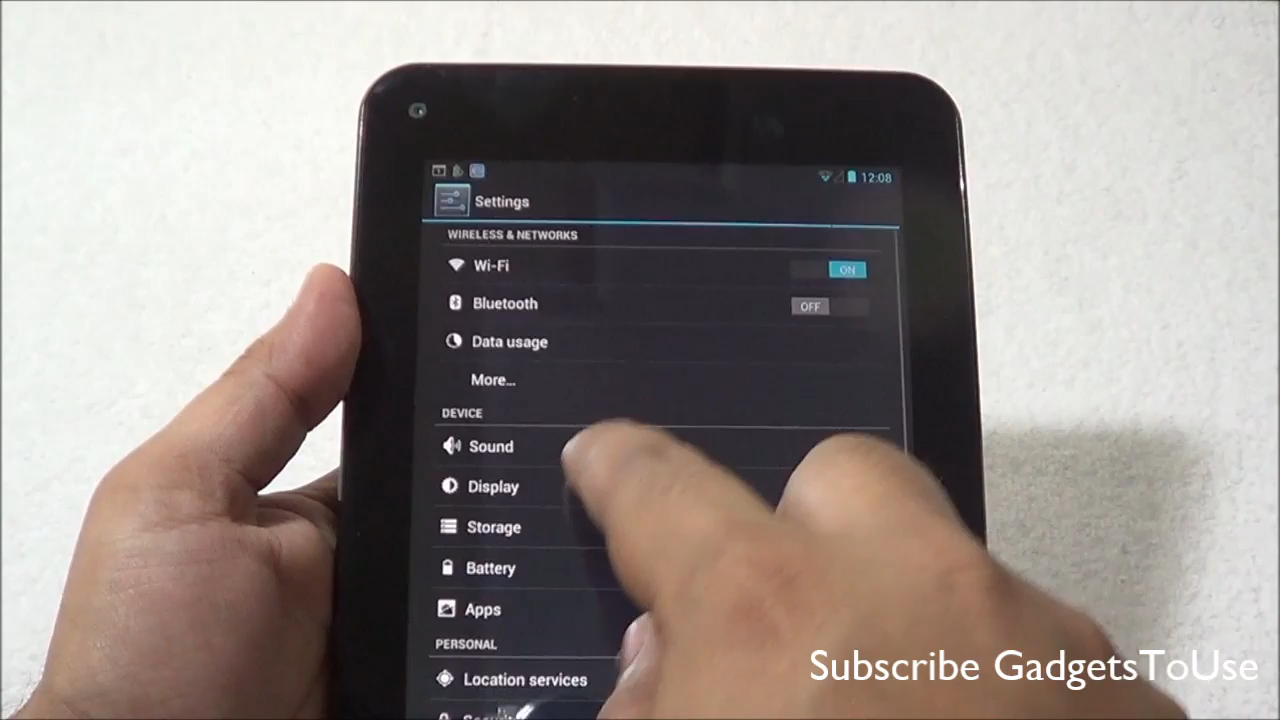 12:08
Settings
WIRELESS & NETWORKS
Wi-Fi
ON
Bluetooth
OFF
Data usage
More...
DEVICE
Sound
Display
Storage
Battery
Apps
PERSONAL
Location services
Subscribe GadgetsToUse